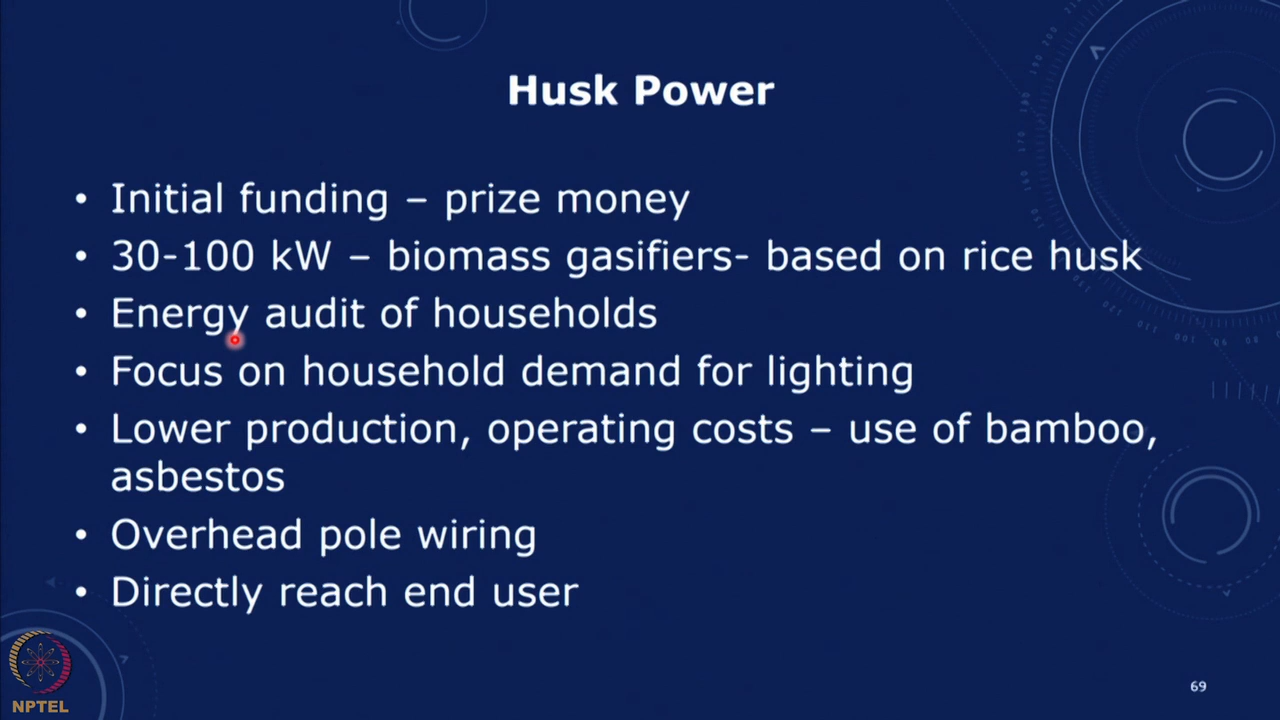 Husk Power
• Initial funding – prize money
• 30-100 kW – biomass gasifiers- based on rice husk
• Energy audit of households
• Focus on household demand for lighting
• Lower production, operating costs – use of bamboo,
asbestos
• Overhead pole wiring
• Directly reach end user
NPTEL
69